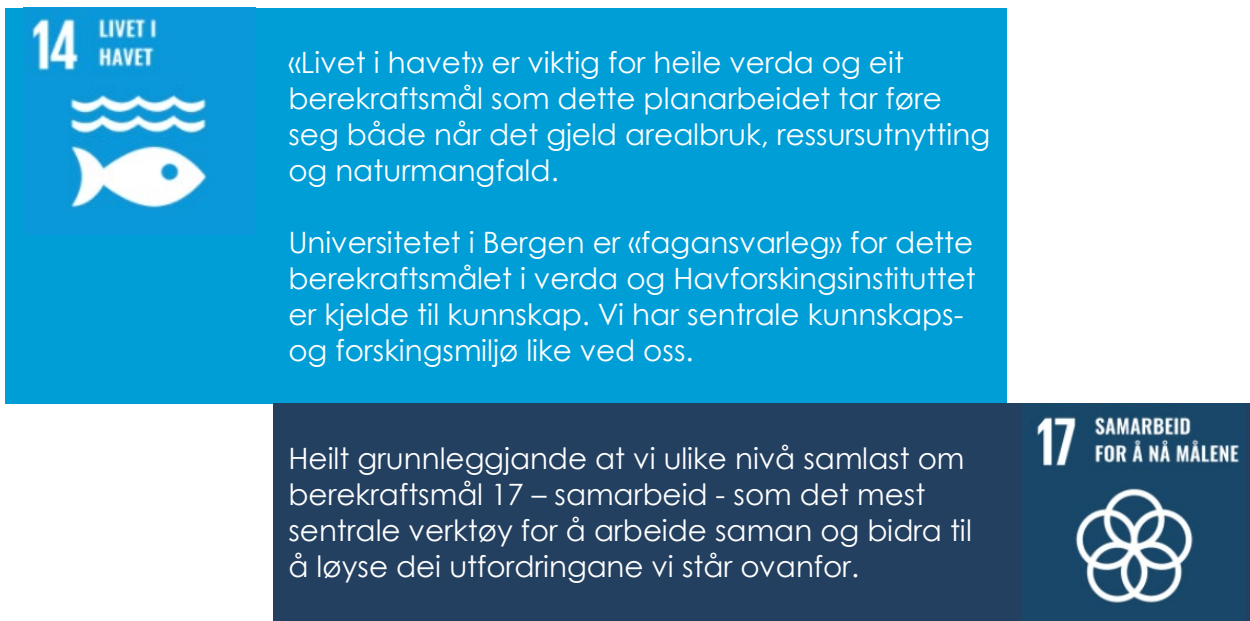 14 LIVET I
HAVET
«Livet i havet» er viktig for heile verda og eit
berekraftsmål som dette planarbeidet tar føre
seg både når det gjeld arealbruk, ressursutnytting
og naturmangfald.
Universitetet i Bergen er «fagansvarleg» for dette
berekraftsmålet i verda og Havforskingsinstituttet
er kjelde til kunnskap. Vi har sentrale kunnskaps-
og forskingsmiljø like ved oss.
Heilt grunnleggjande at vi ulike nivå samlast om
berekraftsmål 17 – samarbeid - som det mest
sentrale verktøy for å arbeide saman og bidra til
å løyse dei utfordringane vi står ovanfor.
17 SAMARBEID
FOR Å NÅ MÅLENE